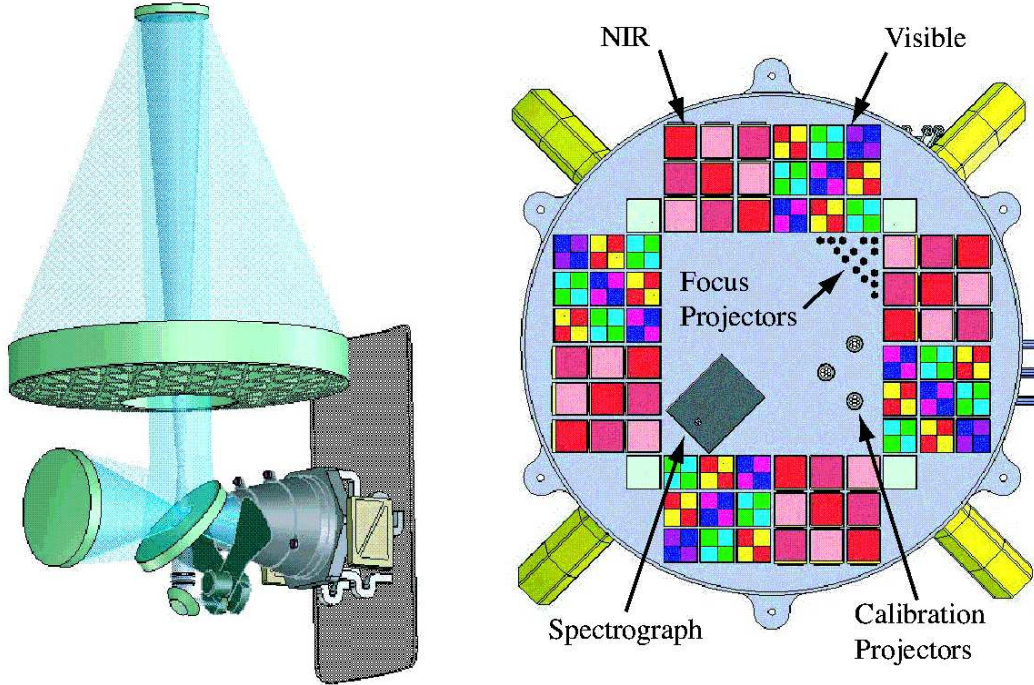 NIR
Visible
Focus
Projectors
Spectrograph
Calibration
Projectors